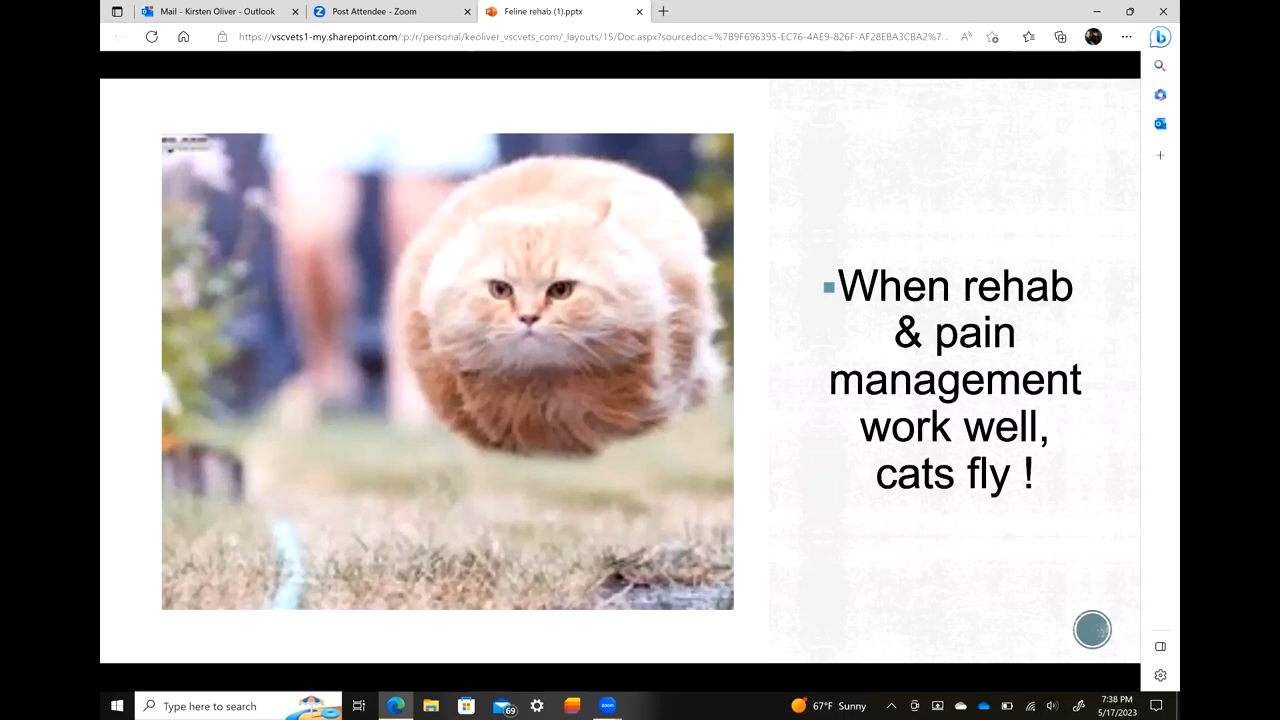 Mail - Kirsten Oliver - Outlook
Post Attendee - Zoom
Feline rehab (1).pptx
https://vscvets1-my.sharepoint.com/:p:/r/personal/keoliver_vscvets_com/_layouts/15/Doc.aspx?sourcedoc=%7B9F696395-EC76-4AE9-826F-AF28EBA3CBA2%7...
When rehab
& pain
management
work well,
cats fly !
Type here to search
69
zoom
67°F Sunny
7:38 PM
5/17/2023